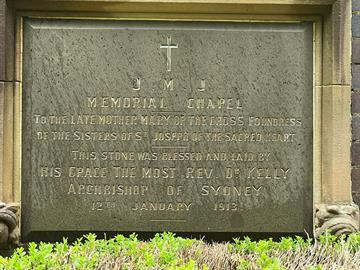 J M J
MEMORIAL CHAPEL
TO THE LATE MOTHER MARY OF THE CROSS FOUNDRESS
OF THE SISTERS OF ST JOSEPH OF THE SACRED HEART.
THIS STONE WAS BLESSED AND LAID BY
HIS GRACE THE MOST REV. DR KELLY
ARCHBISHOP OF SYDNEY
12TH JANUARY 1913.